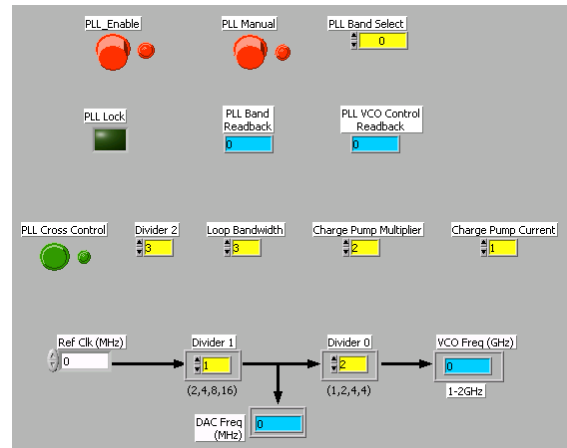 PLL_Enable
PLL Manual
PLL Band Select
0
PLL Lock
PLL Band
Readback
0
PLL VCO Control
Readback
0
PLL Cross Control
Divider 2
3
Loop Bandwidth
3
Charge Pump Multiplier
2
Charge Pump Current
1
Ref Clk (MHz)
0
Divider 1
1
(2,4,8,16)
Divider 0
2
(1,2,4,4)
VCO Freq (GHz)
0
1-2GHz
DAC Freq
(MHz)
0